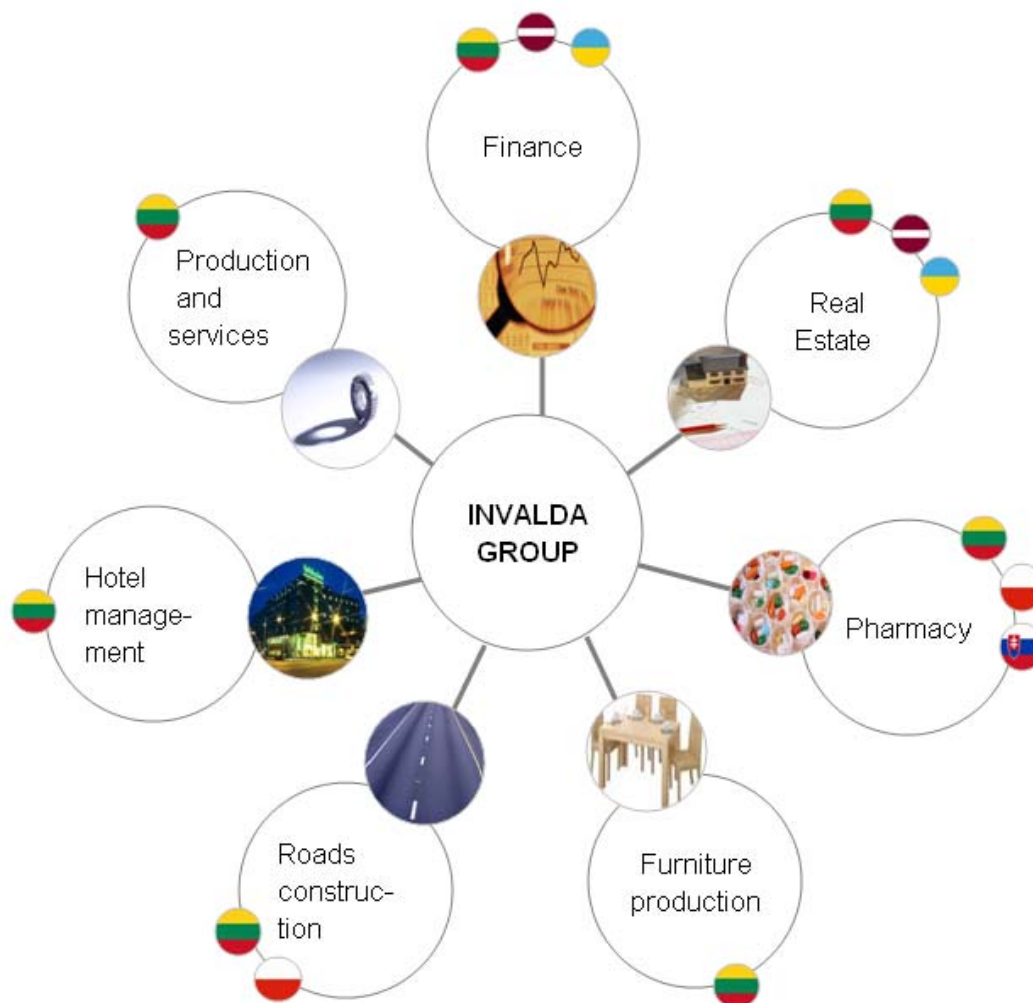 Finance
Production
and
services
Real
Estate
INVALDA
GROUP
Hotel
manage-
ment
Pharmacy
Roads
construc-
tion
Furniture
production